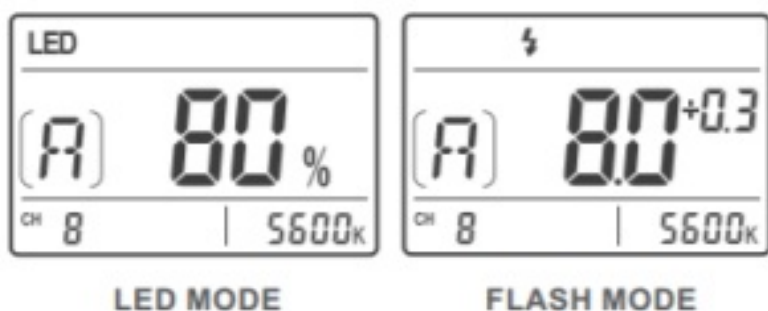 LED
(A) 80 %
CH 8 | 5600K
LED MODE
(A) 8.0 +0.3
CH 8 | 5600K
FLASH MODE